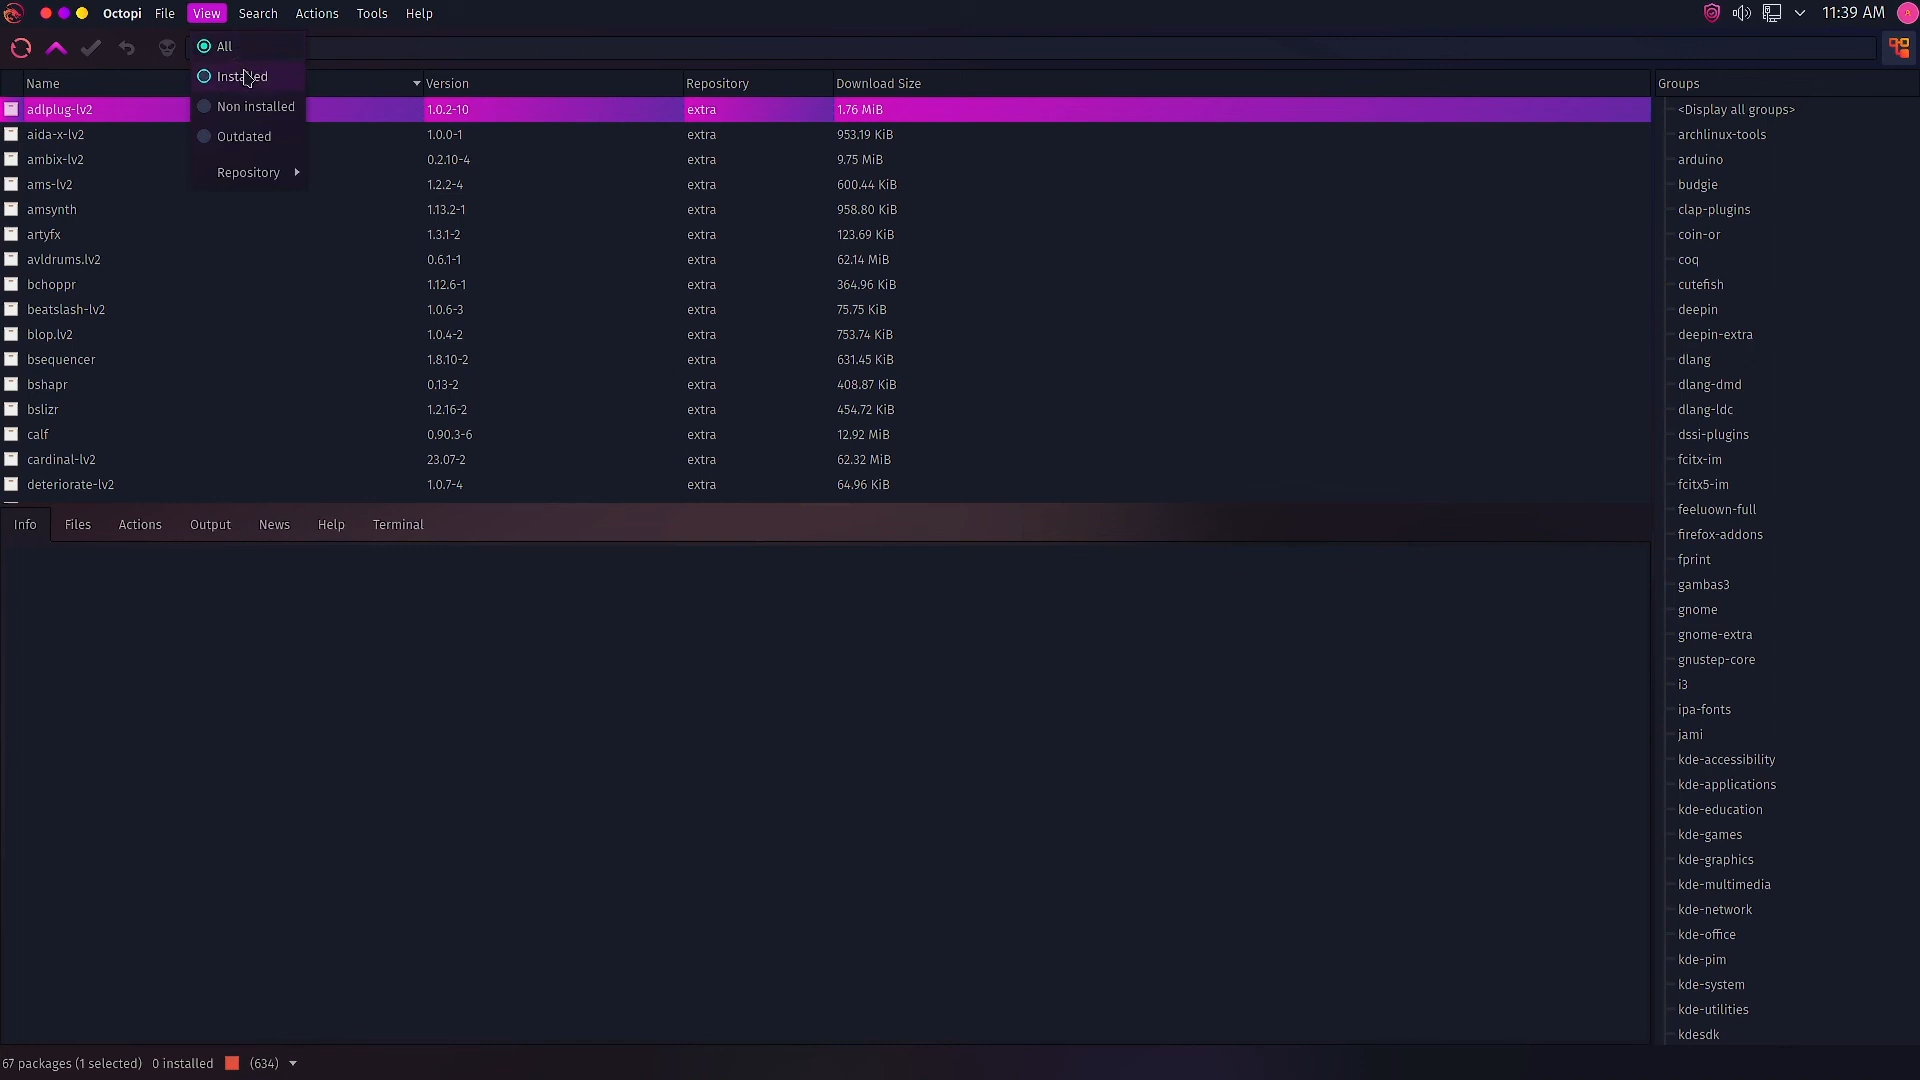 Octopi File View Search Actions Tools Help 11:39 AM
All
Installed
Non installed
Outdated
Repository
Name Version Repository Download Size
adlplug-lv2 1.0.2-10 extra 1.76 MiB
aida-x-lv2 1.0.0-1 extra 953.19 KiB
ambix-lv2 0.2.10-4 extra 9.75 MiB
ams-lv2 1.2.2-4 extra 600.44 KiB
amsynth 1.13.2-1 extra 958.80 KiB
artyfx 1.3.1-2 extra 123.69 KiB
avldrums.lv2 0.6.1-1 extra 62.14 MiB
bchoppr 1.12.6-1 extra 364.96 KiB
beatslash-lv2 1.0.6-3 extra 75.75 KiB
blop.lv2 1.0.4-2 extra 753.74 KiB
bsequencer 1.8.10-2 extra 631.45 KiB
bshapr 0.13-2 extra 408.87 KiB
bslizr 1.2.16-2 extra 454.72 KiB
calf 0.90.3-6 extra 12.92 MiB
cardinal-lv2 23.07-2 extra 62.32 MiB
deteriorate-lv2 1.0.7-4 extra 64.96 KiB
Info Files Actions Output News Help Terminal
Groups
<Display all groups>
archlinux-tools
arduino
budgie
clap-plugins
coin-or
coq
cutefish
deepin
deepin-extra
dlang
dlang-dmd
dlang-ldc
dssi-plugins
fcitx-im
fcitx5-im
feeluown-full
firefox-addons
fprint
gambas3
gnome
gnome-extra
gnustep-core
i3
ipa-fonts
jami
kde-accessibility
kde-applications
kde-education
kde-games
kde-graphics
kde-multimedia
kde-network
kde-office
kde-pim
kde-system
kde-utilities
kdesdk
67 packages (1 selected) 0 installed (634)